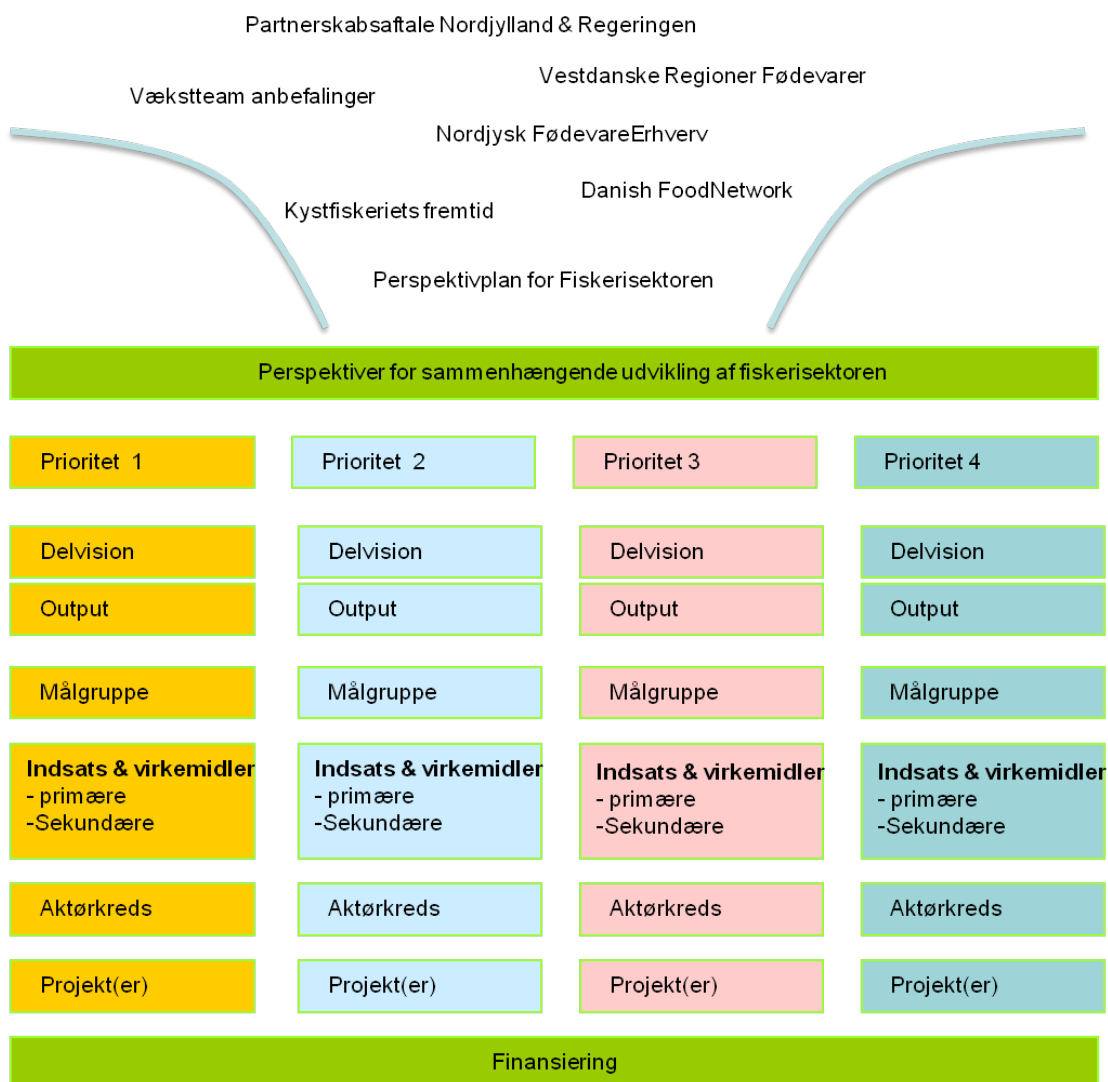 Partnerskabsaftale Nordjylland & Regeringen
Vestdanske Regioner Fødevarer
Vækstteam anbefalinger
Nordjysk FødevareErhverv
Danish FoodNetwork
Kystfiskeriets fremtid
Perspektivplan for Fiskerisektoren
Perspektiver for sammenhængende udvikling af fiskerisektoren
Prioritet 1
Prioritet 2
Prioritet 3
Prioritet 4
Delvision
Delvision
Delvision
Delvision
Output
Output
Output
Output
Målgruppe
Målgruppe
Målgruppe
Målgruppe
Indsats & virkemidler
- primære
-Sekundære
Indsats & virkemidler
- primære
-Sekundære
Indsats & virkemidler
- primære
-Sekundære
Indsats & virkemidler
- primære
-Sekundære
Aktørkreds
Aktørkreds
Aktørkreds
Aktørkreds
Projekt(er)
Projekt(er)
Projekt(er)
Projekt(er)
Finansiering